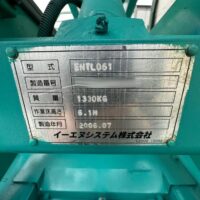 型式 ENTL061
製造番号
質量 1330KG
作業床高さ 6.1M
イーエヌシステム株式会社
製造年月 2006.07